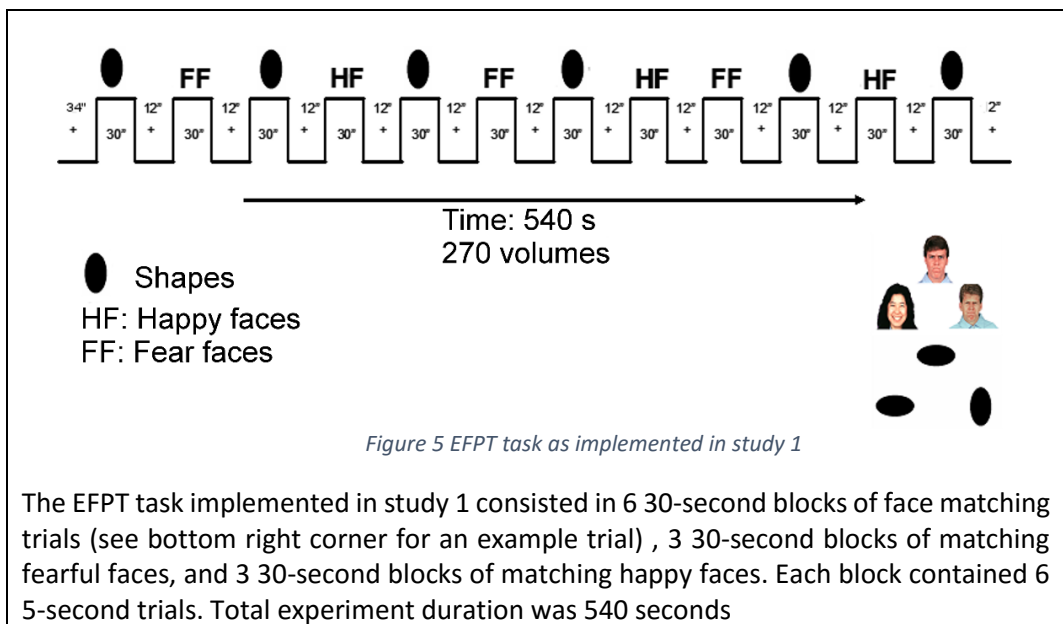 FF HF FF HF FF HF
34" 12" 12" 12" 12" 12" 12" 12" 12" 12" 12" 12" 2"
+ 30" + 30" + 30" + 30" + 30" + 30" + 30" + 30" + 30" + 30" + 30" +
Time: 540 s
270 volumes
Shapes
HF: Happy faces
FF: Fear faces
Figure 5 EFPT task as implemented in study 1
The EFPT task implemented in study 1 consisted in 6 30-second blocks of face matching
trials (see bottom right corner for an example trial) , 3 30-second blocks of matching
fearful faces, and 3 30-second blocks of matching happy faces. Each block contained 6
5-second trials. Total experiment duration was 540 seconds